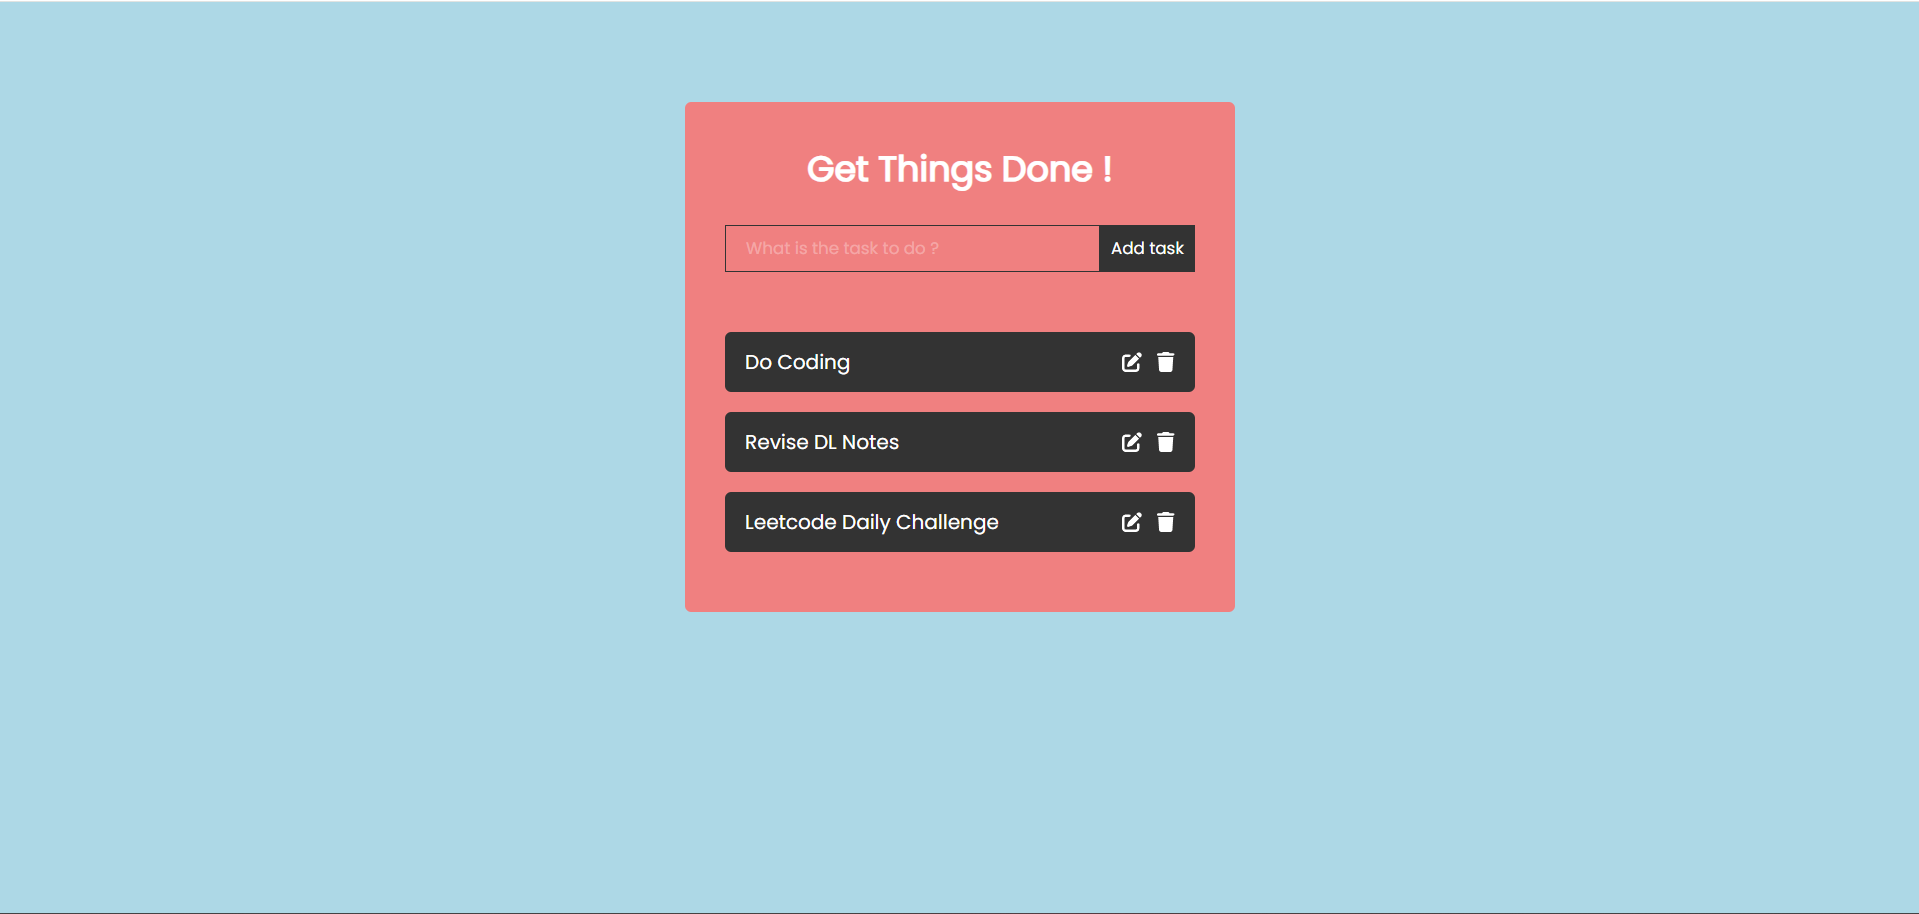 Get Things Done !
What is the task to do ?
Add task
Do Coding
Revise DL Notes
Leetcode Daily Challenge